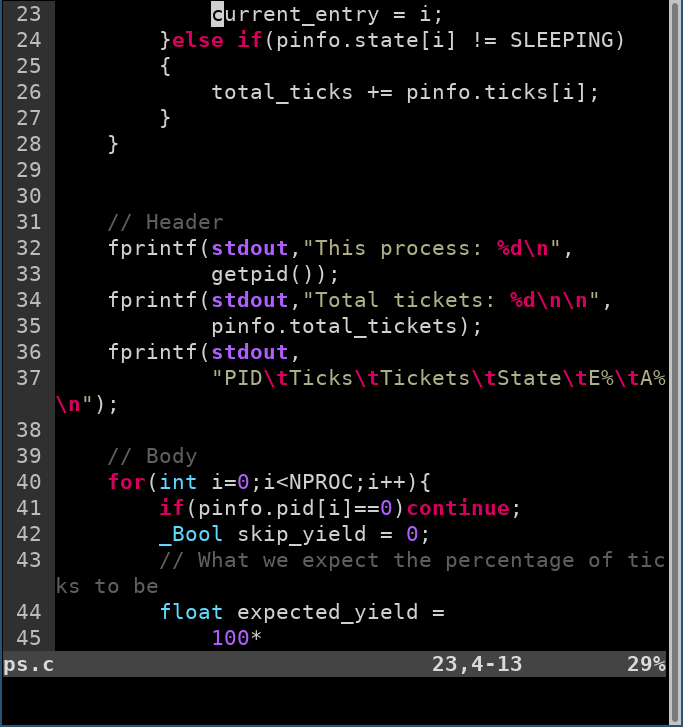 23             current_entry = i;
24         }else if(pinfo.state[i] != SLEEPING)
25         {
26             total_ticks += pinfo.ticks[i];
27         }
28     }
29
30
31     // Header
32     fprintf(stdout,"This process: %d\n",
33             getpid());
34     fprintf(stdout,"Total tickets: %d\n\n",
35             pinfo.total_tickets);
36     fprintf(stdout,
37             "PID\tTicks\tTickets\tState\tE%\tA%
\n");
38
39     // Body
40     for(int i=0;i<NPROC;i++){
41         if(pinfo.pid[i]==0)continue;
42         _Bool skip_yield = 0;
43         // What we expect the percentage of tic
ks to be
44         float expected_yield =
45             100*
ps.c                             23,4-13        29%